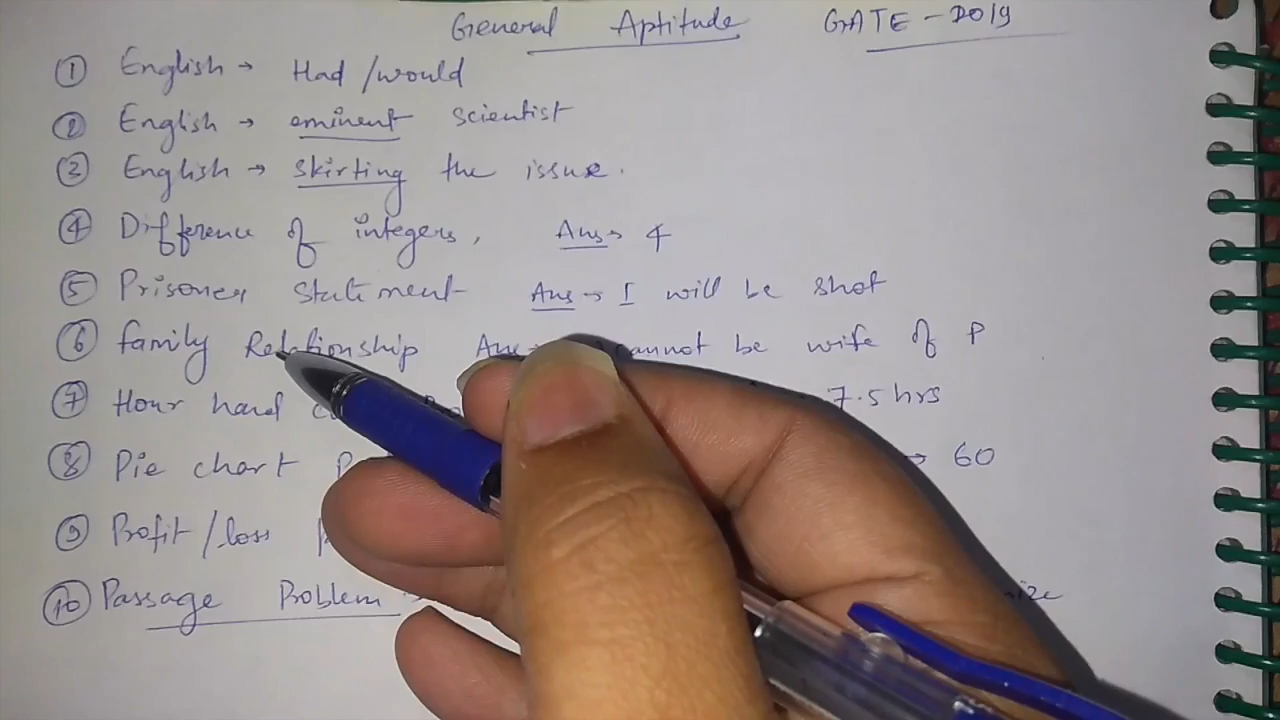 General Aptitude GATE-2019
① English → Had/would
② English → eminent scientist
③ English → skirting the issue.
④ Difference of integers, Ans→ 4
⑤ Prisoner statement Ans→ I will be shot
⑥ family Relationship Ans→ cannot be wife of P
⑦ Hour hand 7.5 hrs
⑧ Pie chart → 60
⑨ Profit/loss
⑩ Passage Problem